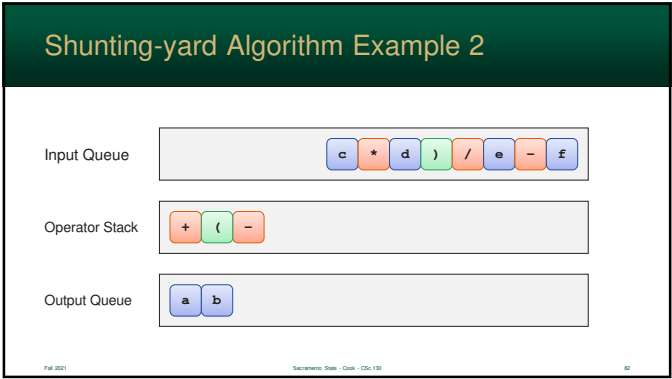 Shunting-yard Algorithm Example 2
Input Queue c * d ) / e - f
Operator Stack + ( -
Output Queue a b
Fall 2021 Sacramento State - Cook - CSc 130 82